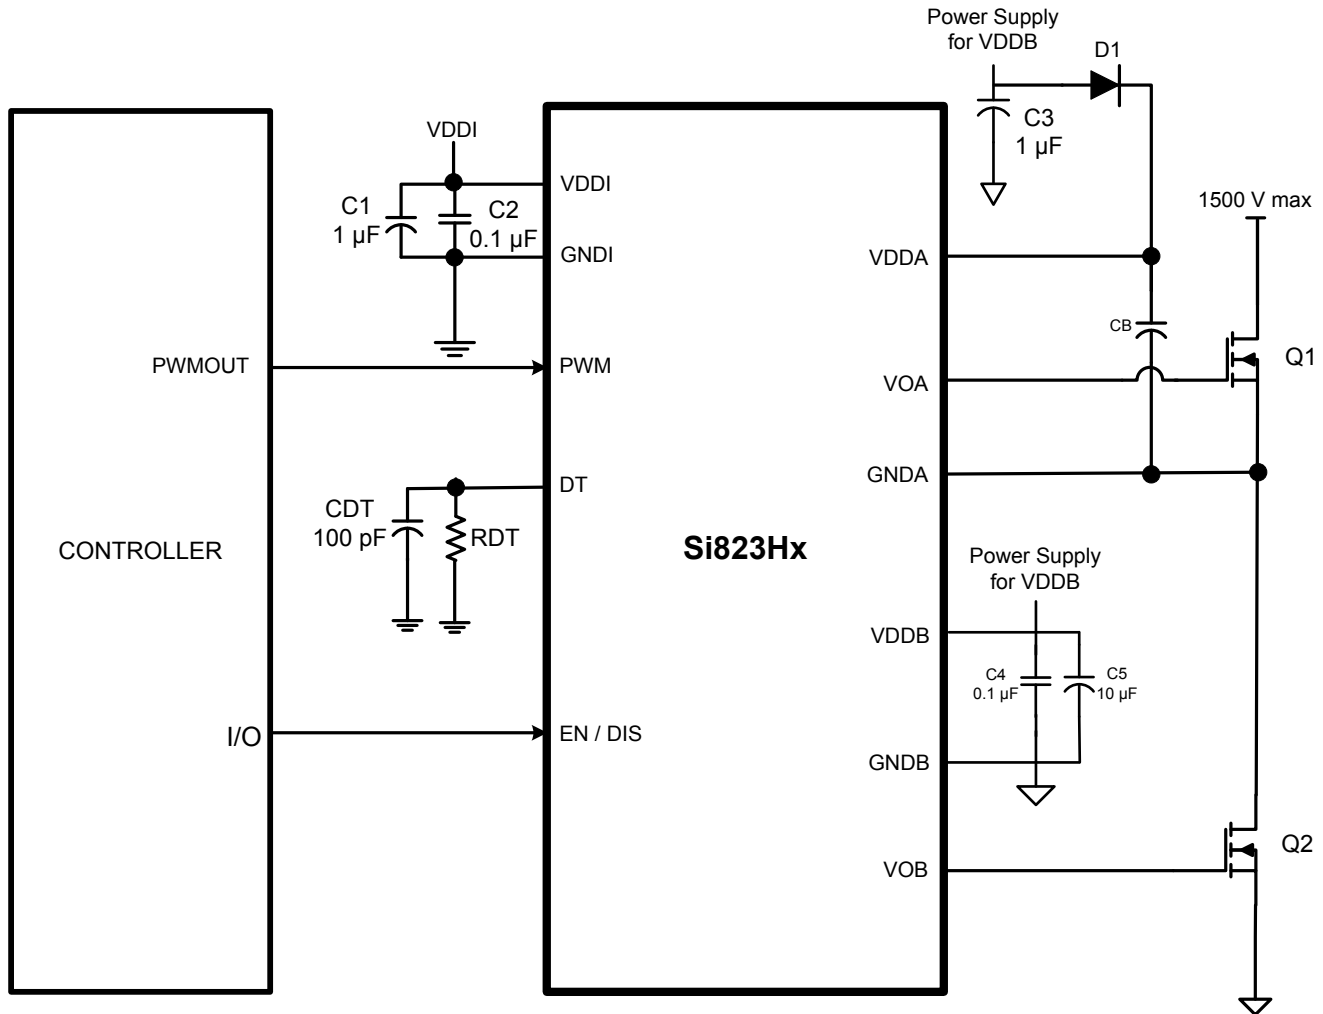 Power Supply
for VDDB
D1
C3
1 µF
VDDI
VDDI
C1
1 µF
C2
0.1 µF
GNDI
1500 V max
VDDA
CB
PWMOUT
PWM
VOA
Q1
DT
GNDA
CDT
100 pF
RDT
CONTROLLER
Si823Hx
Power Supply
for VDDB
VDDB
C4
0.1 µF
C5
10 µF
I/O
EN / DIS
GNDB
VOB
Q2